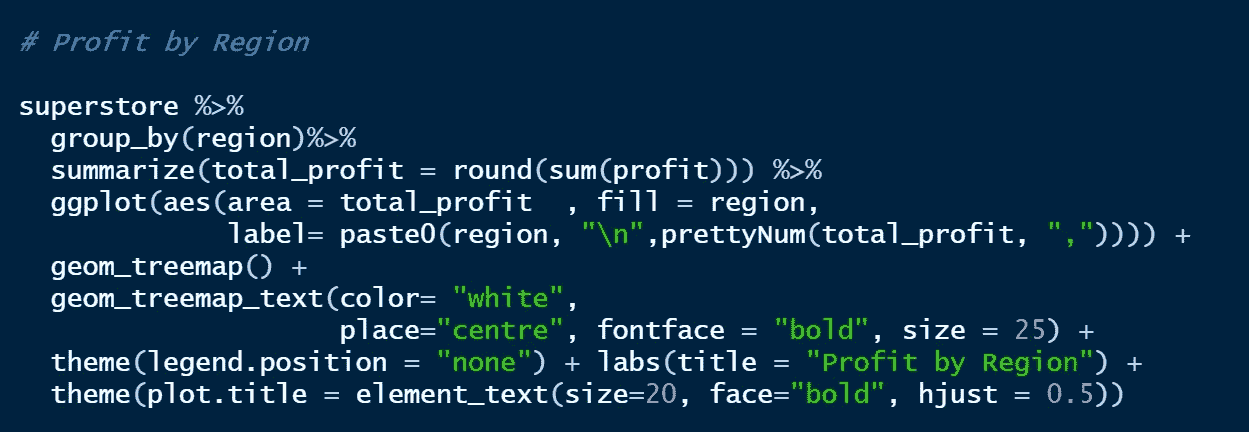 # Profit by Region
superstore %>%
  group_by(region)%>%
  summarize(total_profit = round(sum(profit))) %>%
  ggplot(aes(area = total_profit  , fill = region,
             label= paste0(region, "\n",prettyNum(total_profit, ",")))) +
  geom_treemap() +
  geom_treemap_text(color= "white",
                    place="centre", fontface = "bold", size = 25) +
  theme(legend.position = "none") + labs(title = "Profit by Region") +
  theme(plot.title = element_text(size=20, face="bold", hjust = 0.5))